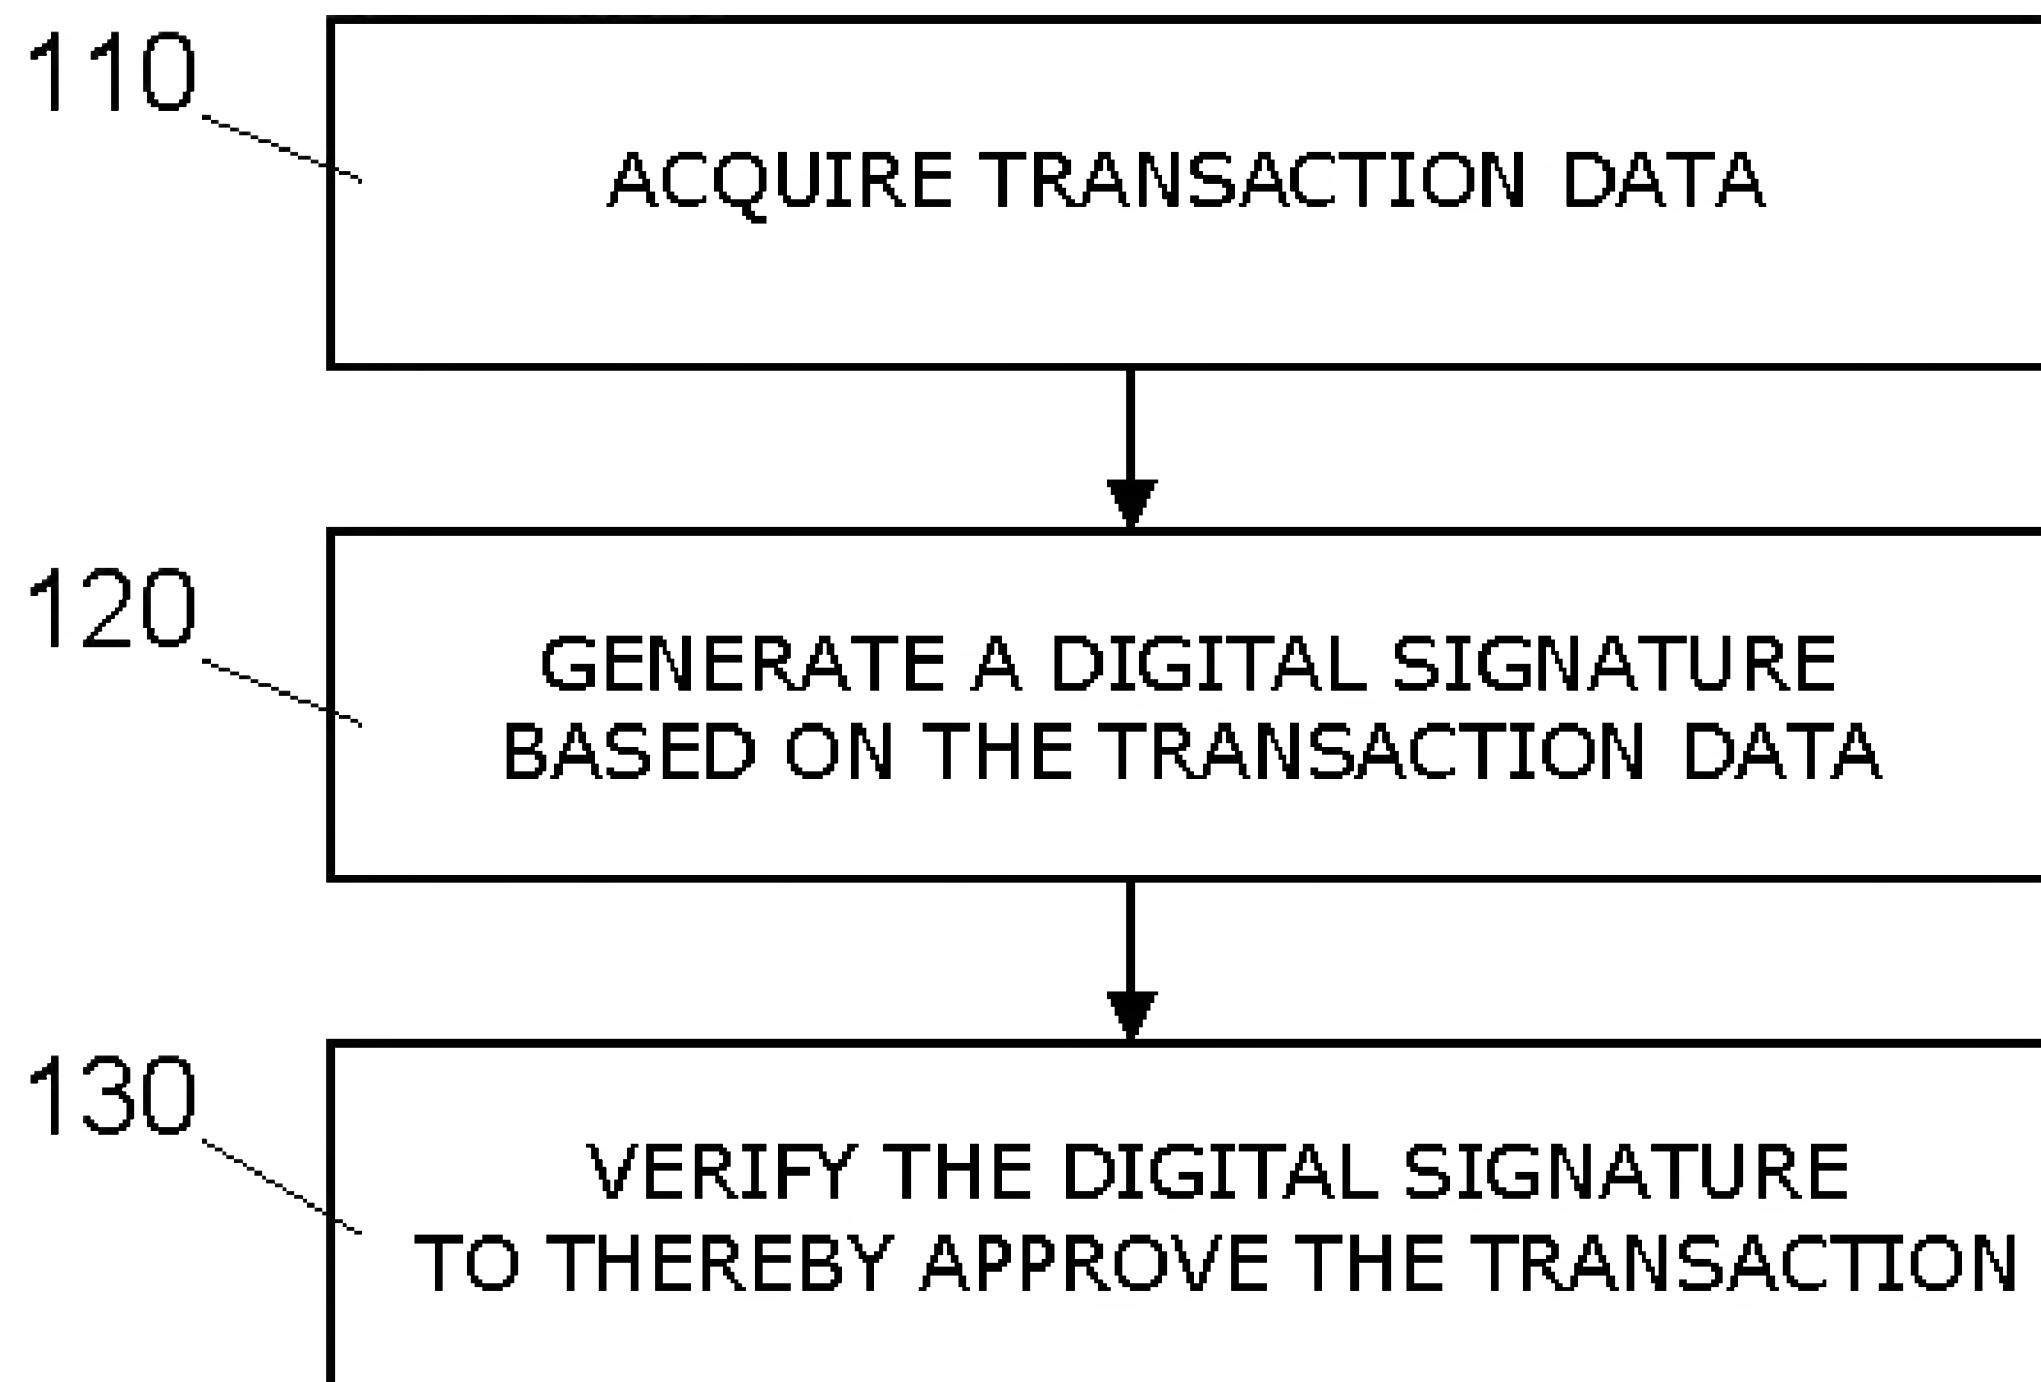 110
ACQUIRE TRANSACTION DATA
120
GENERATE A DIGITAL SIGNATURE
BASED ON THE TRANSACTION DATA
130
VERIFY THE DIGITAL SIGNATURE
TO THEREBY APPROVE THE TRANSACTION